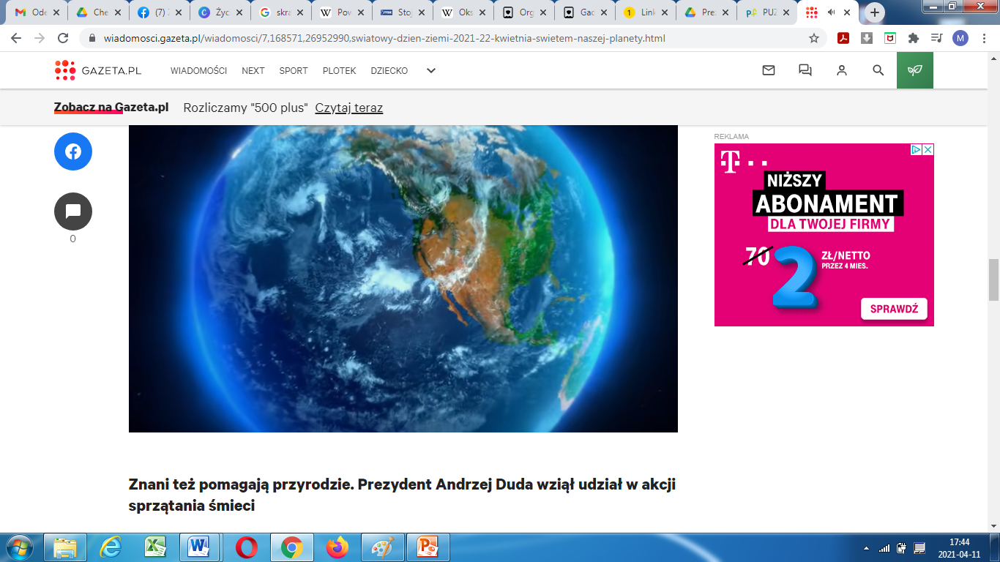 Ode
Che
(7)
Życ
skra
Pow
Stoj
Oks
Org
Gac
Link
Pre
PUZ
wiadomosci.gazeta.pl/wiadomosci/7,168571,26952990,swiatowy-dzien-ziemi-2021-22-kwietnia-swietem-naszej-planety.html
M
GAZETA.PL WIADOMOŚCI NEXT SPORT PLOTEK DZIECKO
Zobacz na Gazeta.pl Rozliczamy "500 plus" Czytaj teraz
0
REKLAMA
T
NIŻSZY
ABONAMENT
DLA TWOJEJ FIRMY
70 2 ZŁ/NETTO
PRZEZ 4 MIES.
SPRAWDŹ
Znani też pomagają przyrodzie. Prezydent Andrzej Duda wziął udział w akcji
sprzątania śmieci
17:44
2021-04-11